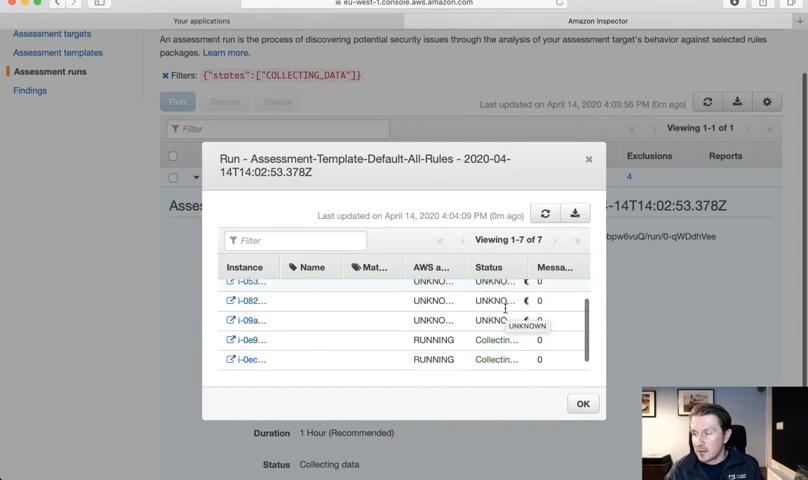 eu-west-1.console.aws.amazon.com
Your applications
Amazon Inspector
Assessment targets
Assessment templates
Assessment runs
Findings
An assessment run is the process of discovering potential security issues through the analysis of your assessment target's behavior against selected rules
packages. Learn more.
Filters: {"states":["COLLECTING_DATA"]}
Run
Cancel
Delete
Last updated on April 14, 2020 4:03:56 PM (0m ago)
Filter
Viewing 1-1 of 1
Exclusions
Reports
4
Asses
-14T14:02:53.378Z
bpw6vuQ/run/0-qWDdhVee
Run - Assessment-Template-Default-All-Rules - 2020-04-
14T14:02:53.378Z
Last updated on April 14, 2020 4:04:09 PM (0m ago)
Filter
Viewing 1-7 of 7
Instance Name Mat... AWS a... Status Messa...
i-053... UNKNO... UNKNO... 0
i-082... UNKNO... UNKNO... 0
i-09a... UNKNO... UNKNO... 0
UNKNOWN
i-0e9... RUNNING Collectin... 0
i-0ec... RUNNING Collectin... 0
OK
Duration 1 Hour (Recommended)
Status Collecting data